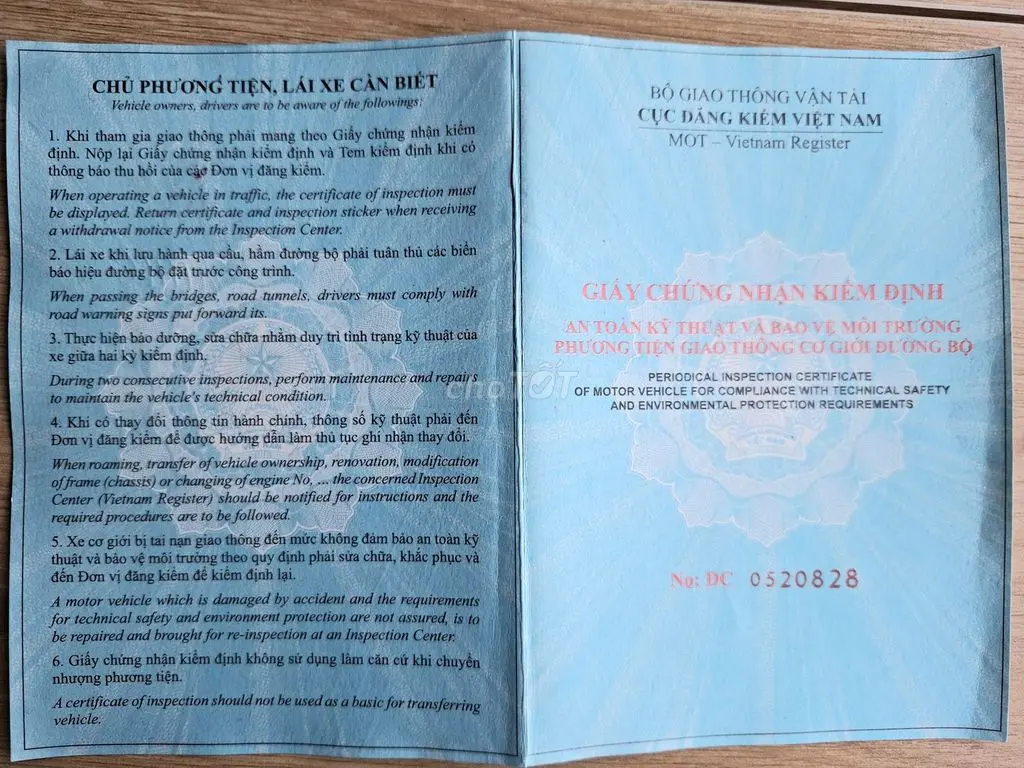 CHỦ PHƯƠNG TIỆN, LÁI XE CẦN BIẾT
Vehicle owners, drivers are to be aware of the followings:
1. Khi tham gia giao thông phải mang theo Giấy chứng nhận kiểm
định. Nộp lại Giấy chứng nhận kiểm định và Tem kiểm định khi có
thông báo thu hồi của các Đơn vị đăng kiểm.
When operating a vehicle in traffic, the certificate of inspection must
be displayed. Return certificate and inspection sticker when receiving
a withdrawal notice from the Inspection Center.
2. Lái xe khi lưu hành qua cầu, hầm đường bộ phải tuân thủ các biển
báo hiệu đường bộ đặt trước công trình.
When passing the bridges, road tunnels, drivers must comply with
road warning signs put forward its.
3. Thực hiện bảo dưỡng, sửa chữa nhằm duy trì tình trạng kỹ thuật của
xe giữa hai kỳ kiểm định.
During two consecutive inspections, perform maintenance and repairs
to maintain the vehicle's technical condition.
4. Khi có thay đổi thông tin hành chính, thông số kỹ thuật phải đến
Đơn vị đăng kiểm để được hướng dẫn làm thủ tục ghi nhận thay đổi.
When roaming, transfer of vehicle ownership, renovation, modification
of frame (chassis) or changing of engine No, ... the concerned Inspection
Center (Vietnam Register) should be notified for instructions and the
required procedures are to be followed.
5. Xe cơ giới bị tai nạn giao thông đến mức không đảm bảo an toàn kỹ
thuật và bảo vệ môi trường theo quy định phải sửa chữa, khắc phục và
đến Đơn vị đăng kiểm để kiểm định lại.
A motor vehicle which is damaged by accident and the requirements
for technical safety and environment protection are not assured, is to
be repaired and brought for re-inspection at an Inspection Center.
6. Giấy chứng nhận kiểm định không sử dụng làm căn cứ khi chuyển
nhượng phương tiện.
A certificate of inspection should not be used as a basic for transferring
vehicle.
BỘ GIAO THÔNG VẬN TẢI
CỤC ĐĂNG KIỂM VIỆT NAM
MOT – Vietnam Register
GIẤY CHỨNG NHẬN KIỂM ĐỊNH
AN TOÀN KỸ THUẬT VÀ BẢO VỆ MÔI TRƯỜNG
PHƯƠNG TIỆN GIAO THÔNG CƠ GIỚI ĐƯỜNG BỘ
PERIODICAL INSPECTION CERTIFICATE
OF MOTOR VEHICLE FOR COMPLIANCE WITH TECHNICAL SAFETY
AND ENVIRONMENTAL PROTECTION REQUIREMENTS
No: DC 0520828
choTỐT